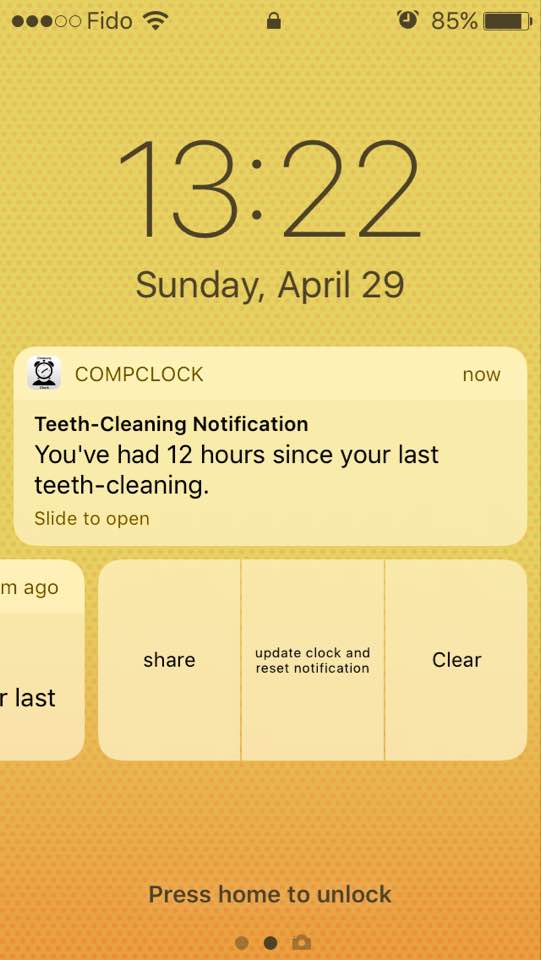 Fido 85%
13:22
Sunday, April 29
COMPCLOCK now
Teeth-Cleaning Notification
You've had 12 hours since your last
teeth-cleaning.
Slide to open
m ago
r last
share
update clock and
reset notification
Clear
Press home to unlock